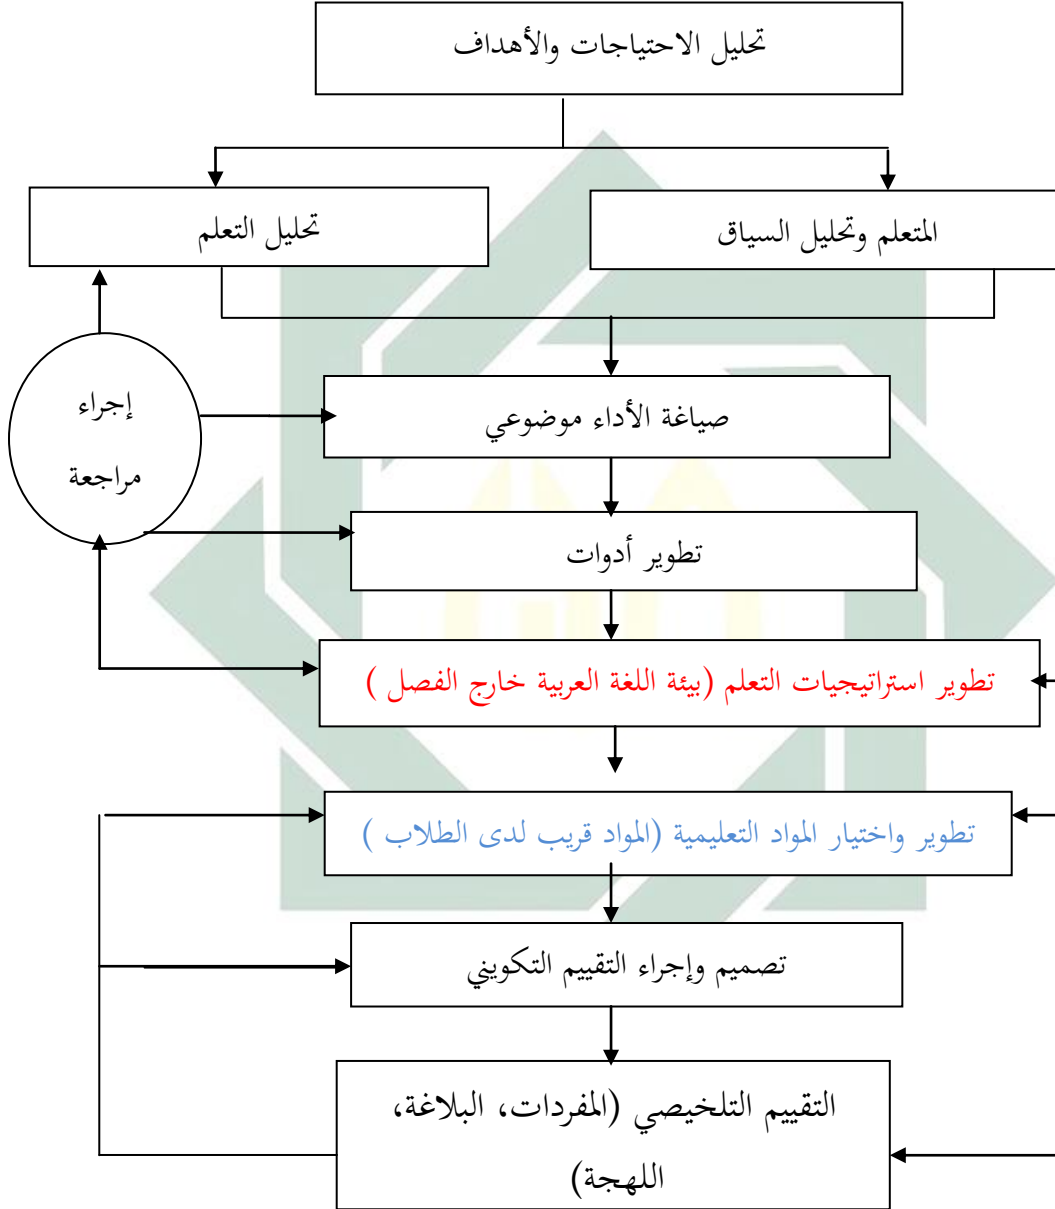 تحليل الاحتياجات والأهداف
المتعلم وتحليل السياق
تحليل التعلم
إجراء
مراجعة
صياغة الأداء موضوعي
تطوير أدوات
تطوير استراتيجيات التعلم (بيئة اللغة العربية خارج الفصل )
تطوير واختيار المواد التعليمية (المواد قريب لدى الطلاب )
تصميم وإجراء التقييم التكويني
التقييم التلخيصي (المفردات، البلاغة،
اللهجة)